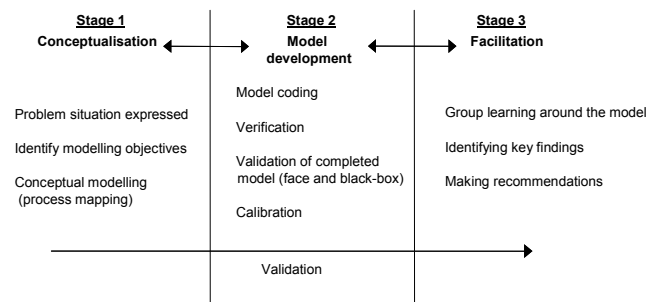 Stage 1
Conceptualisation
Problem situation expressed
Identify modelling objectives
Conceptual modelling
(process mapping)
Stage 2
Model
development
Model coding
Verification
Validation of completed
model (face and black-box)
Calibration
Stage 3
Facilitation
Group learning around the model
Identifying key findings
Making recommendations
Validation